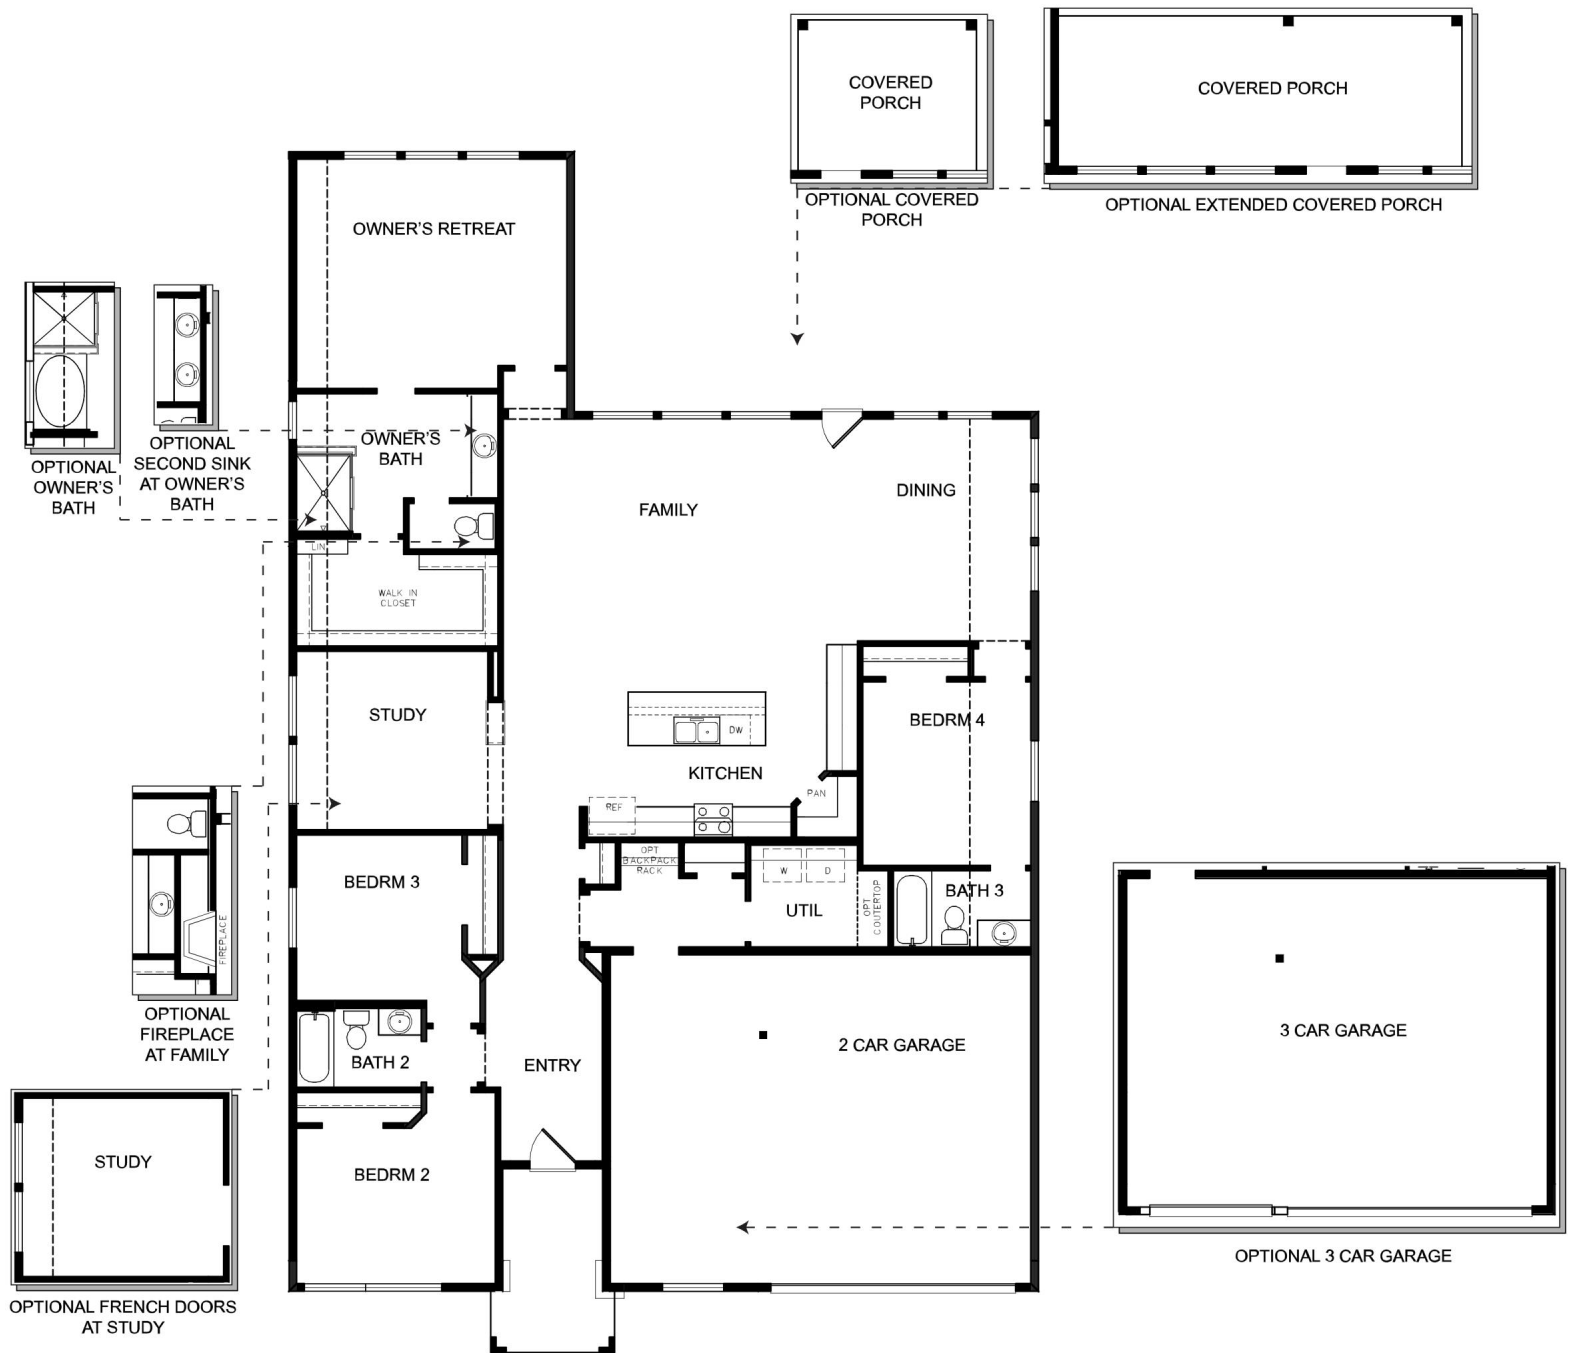 COVERED
PORCH
COVERED PORCH
OPTIONAL COVERED
PORCH
OPTIONAL EXTENDED COVERED PORCH
OWNER'S RETREAT
OPTIONAL
OWNER'S
BATH
OPTIONAL
SECOND SINK
AT OWNER'S
BATH
OWNER'S
BATH
FAMILY
DINING
LIN
WALK IN
CLOSET
STUDY
DW
KITCHEN
BEDRM 4
REF
PAN
OPT
BACKPACK
RACK
BEDRM 3
W
D
UTIL
OPT
COUTERTOP
BATH 3
FIREPLACE
OPTIONAL
FIREPLACE
AT FAMILY
BATH 2
ENTRY
2 CAR GARAGE
3 CAR GARAGE
OPTIONAL 3 CAR GARAGE
STUDY
OPTIONAL FRENCH DOORS
AT STUDY
BEDRM 2